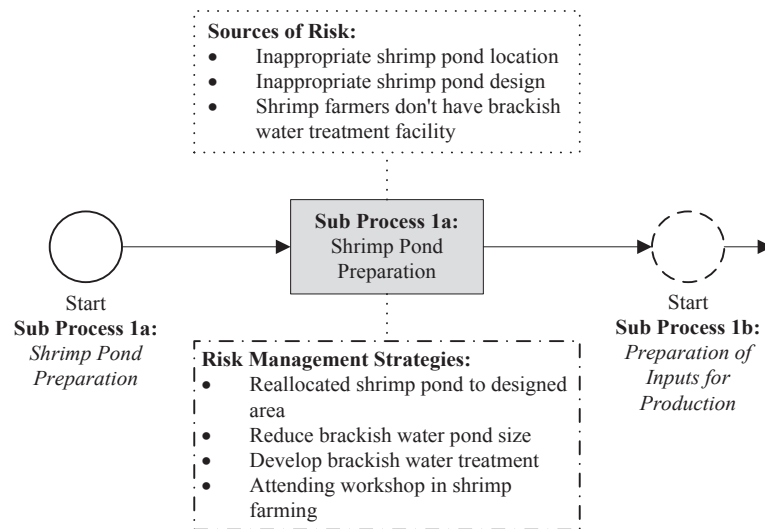 Sources of Risk:
• Inappropriate shrimp pond location
• Inappropriate shrimp pond design
• Shrimp farmers don't have brackish
water treatment facility
Sub Process 1a:
Shrimp Pond
Preparation
Start
Sub Process 1a:
Shrimp Pond
Preparation
Start
Sub Process 1b:
Preparation of
Inputs for
Production
Risk Management Strategies:
• Reallocated shrimp pond to designed
area
• Reduce brackish water pond size
• Develop brackish water treatment
• Attending workshop in shrimp
farming